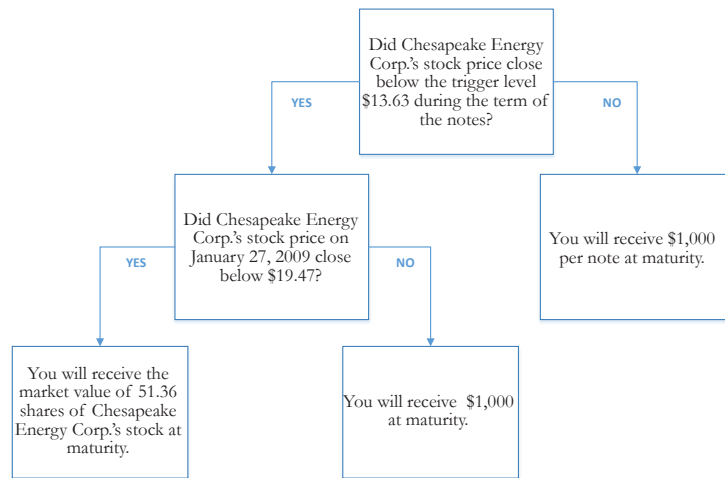 Did Chesapeake Energy
Corp.'s stock price close
below the trigger level
$13.63 during the term of
the notes?
YES
NO
Did Chesapeake Energy
Corp.'s stock price on
January 27, 2009 close
below $19.47?
You will receive $1,000
per note at maturity.
YES
NO
You will receive the
market value of 51.36
shares of Chesapeake
Energy Corp.'s stock at
maturity.
You will receive $1,000
at maturity.